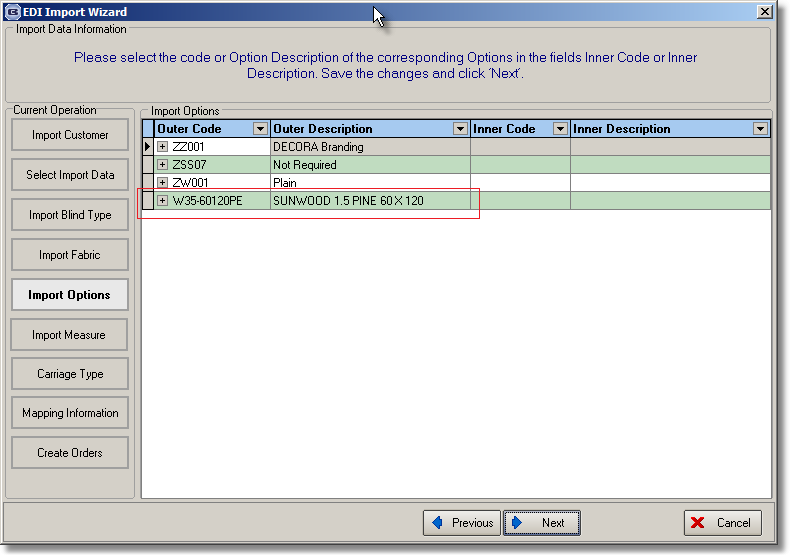 EDI Import Wizard
Import Data Information
Please select the code or Option Description of the corresponding Options in the fields Inner Code or Inner
Description. Save the changes and click 'Next'.
Current Operation
Import Customer
Select Import Data
Import Blind Type
Import Fabric
Import Options
Import Measure
Carriage Type
Mapping Information
Create Orders
Import Options
Outer Code Outer Description Inner Code Inner Description
ZZ001 DECORA Branding
ZSS07 Not Required
ZW001 Plain
W35-60120PE SUNWOOD 1.5 PINE 60 X 120
Previous Next Cancel